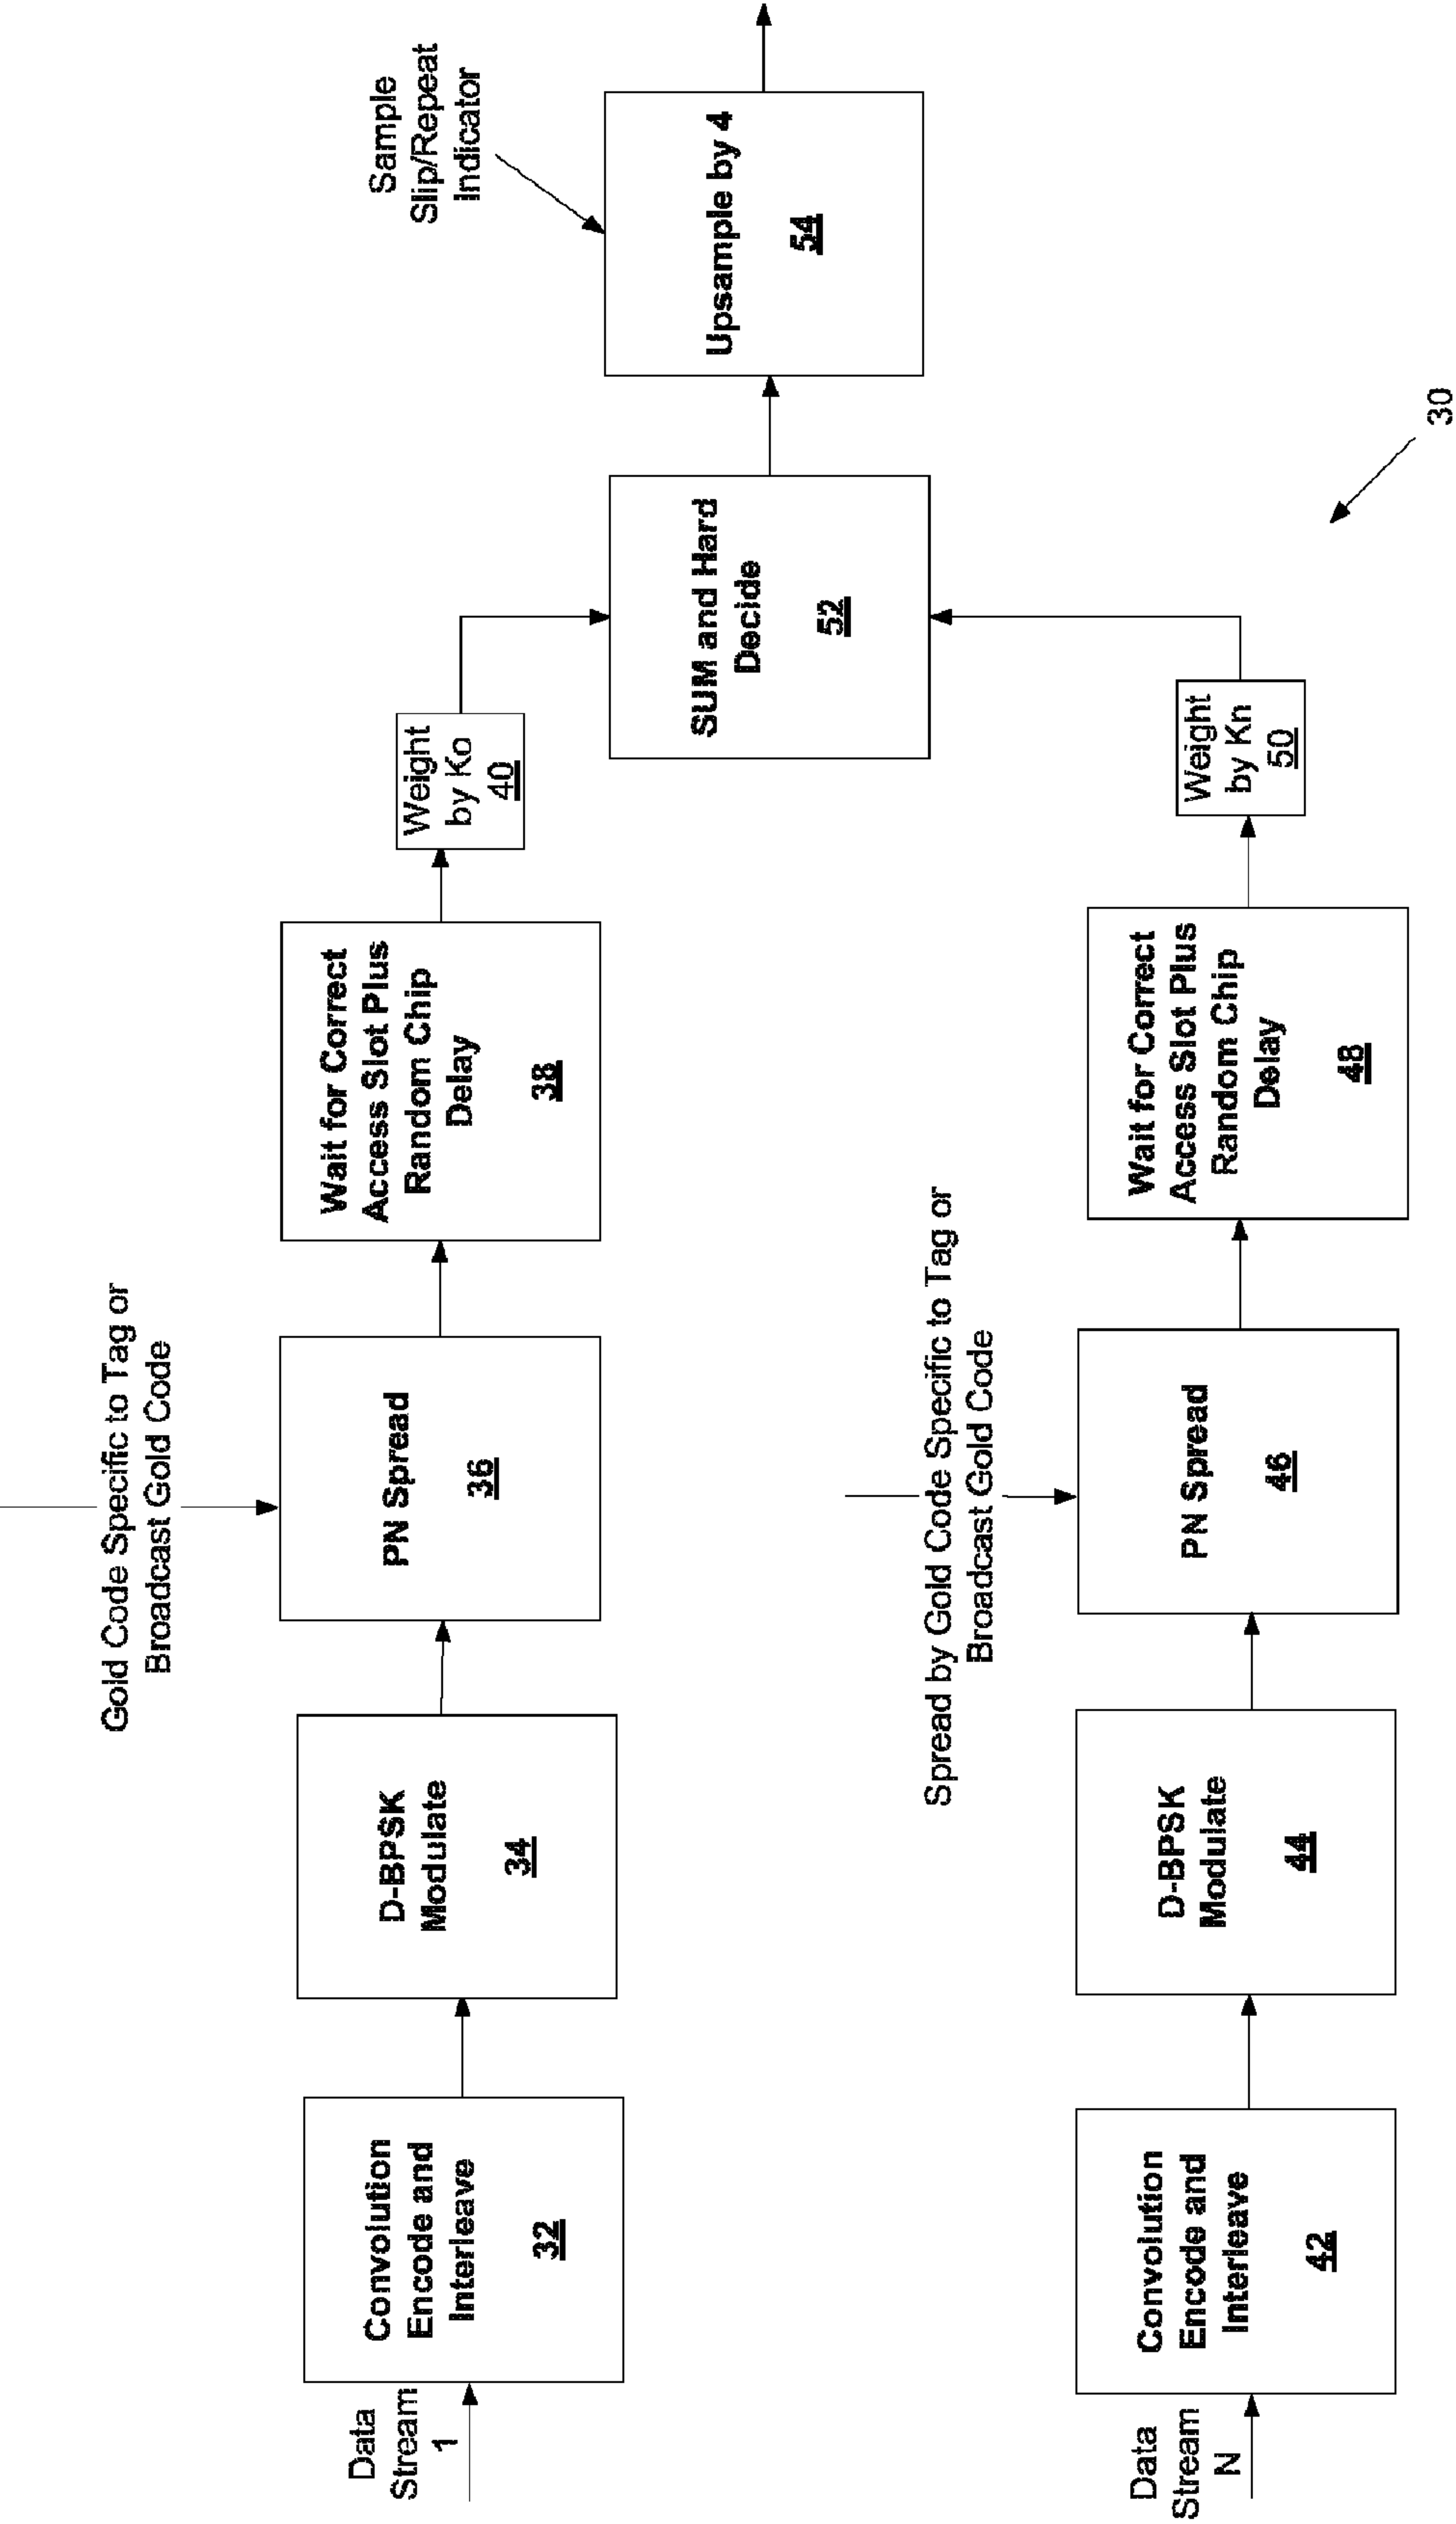 Data
Stream
1
Convolution
Encode and
Interleave
32
D-BPSK
Modulate
34
Gold Code Specific to Tag or
Broadcast Gold Code
PN Spread
36
Wait for Correct
Access Slot Plus
Random Chip
Delay
38
Weight
by Ko
40
SUM and Hard
Decide
52
Sample
Slip/Repeat
Indicator
Upsample by 4
54
Data
Stream
N
Convolution
Encode and
Interleave
42
D-BPSK
Modulate
44
Spread by Gold Code Specific to Tag or
Broadcast Gold Code
PN Spread
46
Wait for Correct
Access Slot Plus
Random Chip
Delay
48
Weight
by Kn
50
30